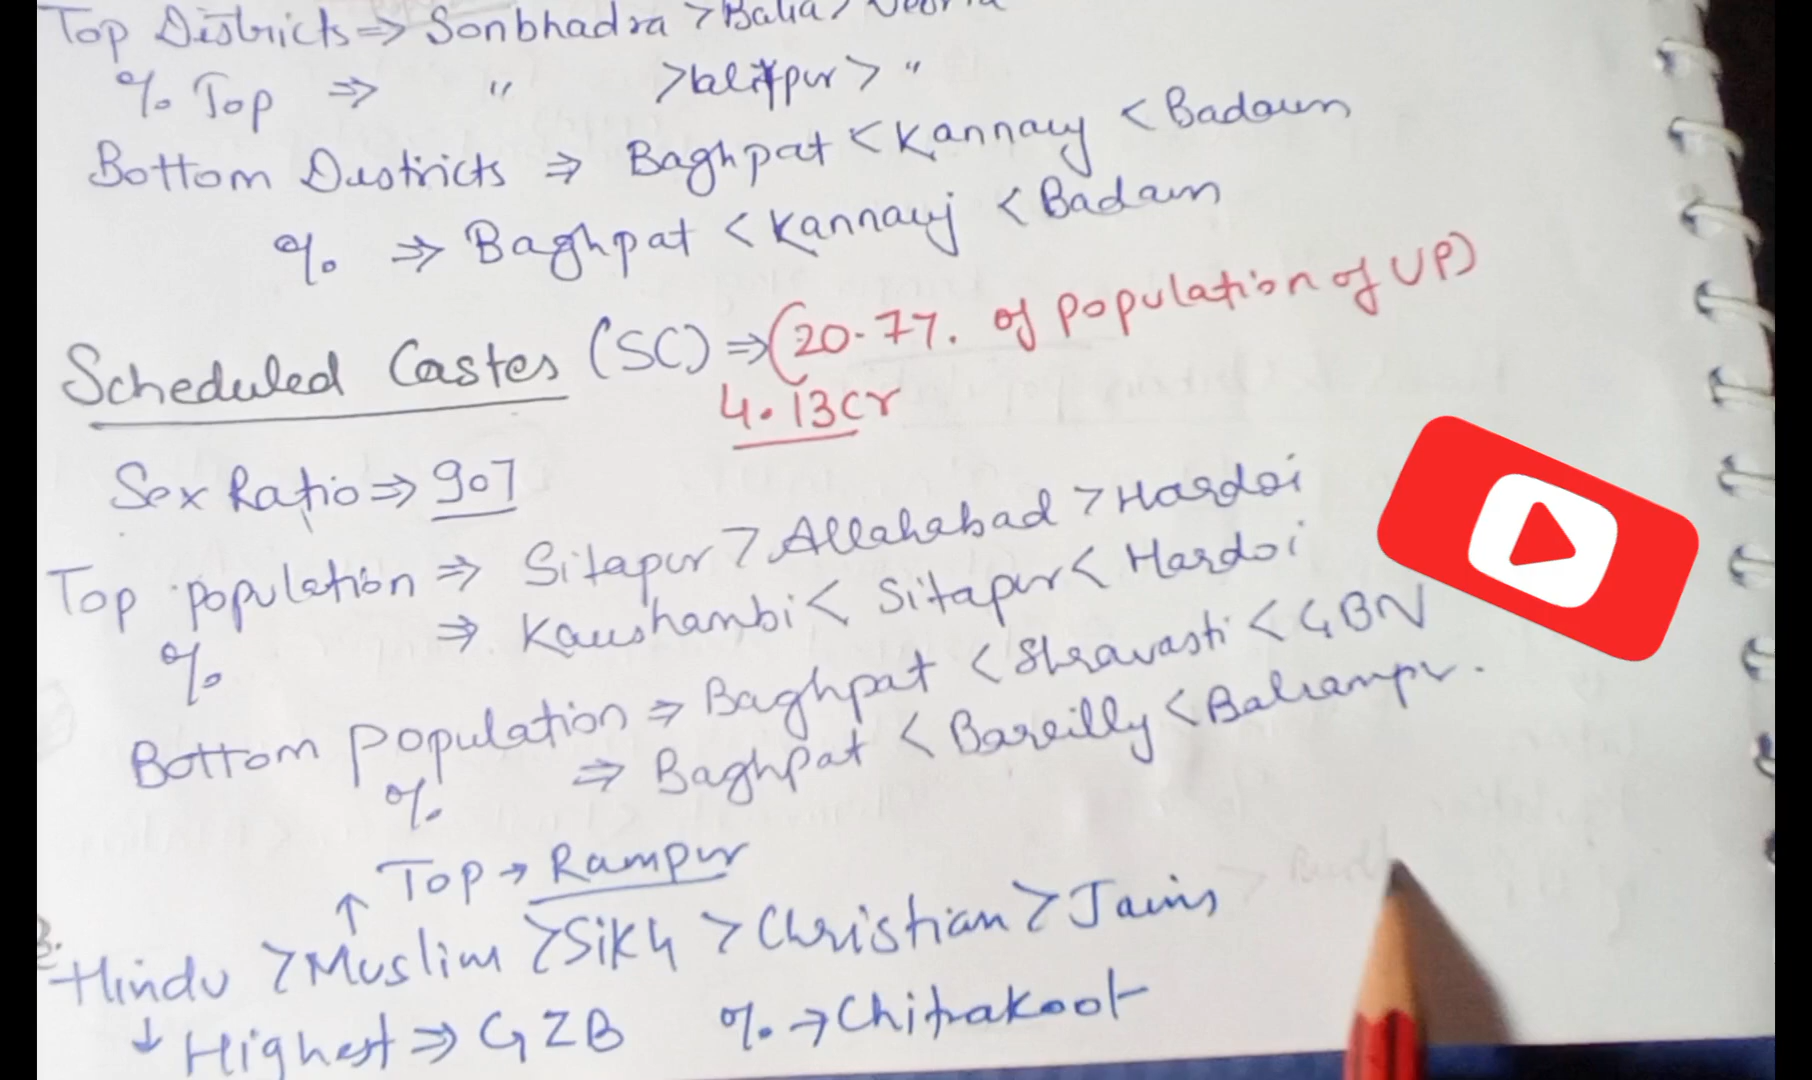 Top Districts ⇒ Sonbhadra > Balia >
% Top ⇒ " > lalitpur > "
Bottom Districts ⇒ Baghpat < Kannauj < Badaun
% ⇒ Baghpat < Kannauj < Badaun
Scheduled Castes (SC) ⇒ (20.7%. of population of UP)
4.13cr
Sex Ratio ⇒ 907
Top population ⇒ Sitapur > Allahabad > Hardoi
% ⇒ Kaushambi < Sitapur < Hardoi
Bottom population ⇒ Baghpat < Shravasti < GBN
% ⇒ Baghpat < Bareilly < Balrampur.
↑ Top → Rampur
Hindu > Muslim > Sikh > Christian > Jains >
↓ Highest ⇒ GZB % → Chitrakoot